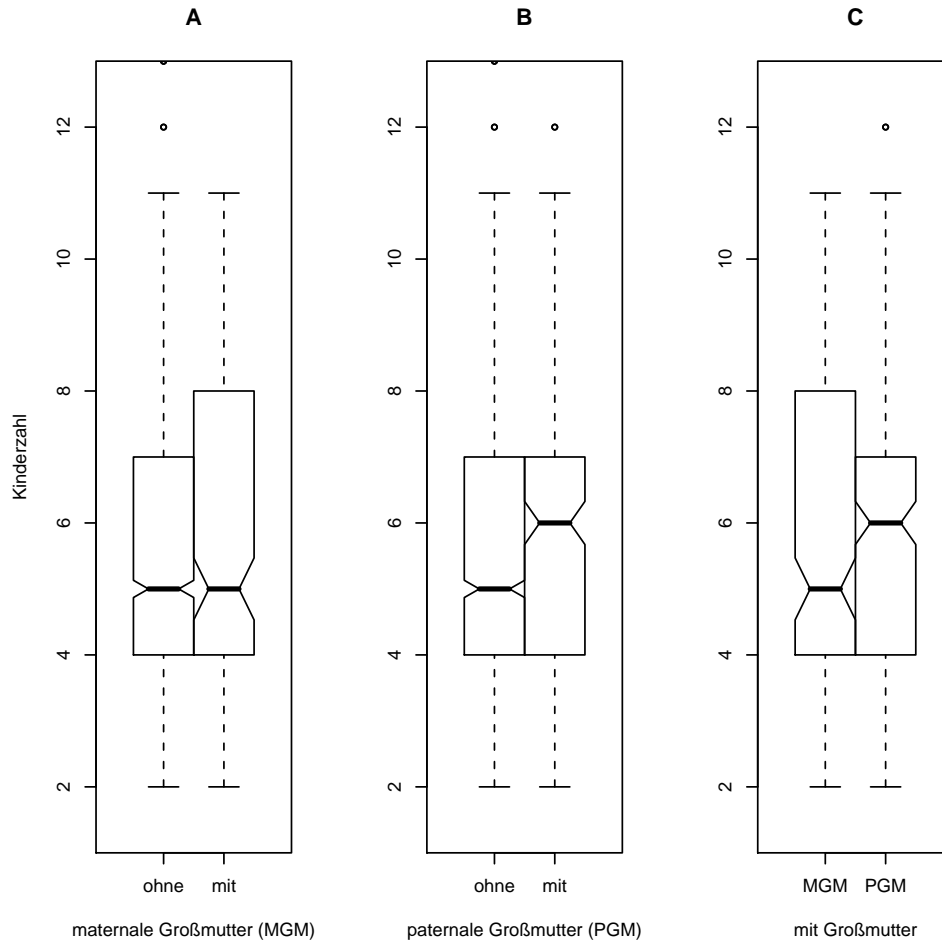 A
B
C
Kinderzahl
2
4
6
8
10
12
2
4
6
8
10
12
2
4
6
8
10
12
ohne mit
ohne mit
MGM PGM
maternale Großmutter (MGM)
paternale Großmutter (PGM)
mit Großmutter